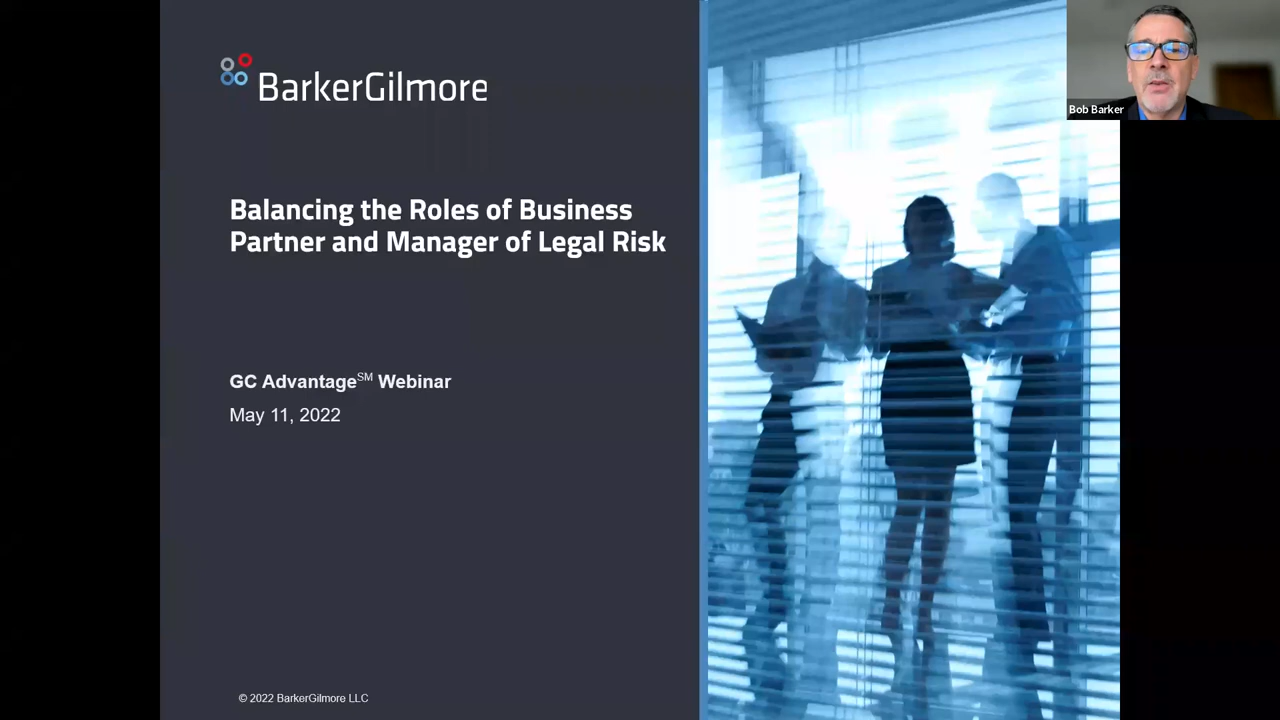 BarkerGilmore
Bob Barker
Balancing the Roles of Business
Partner and Manager of Legal Risk
GC Advantage℠ Webinar
May 11, 2022
© 2022 BarkerGilmore LLC